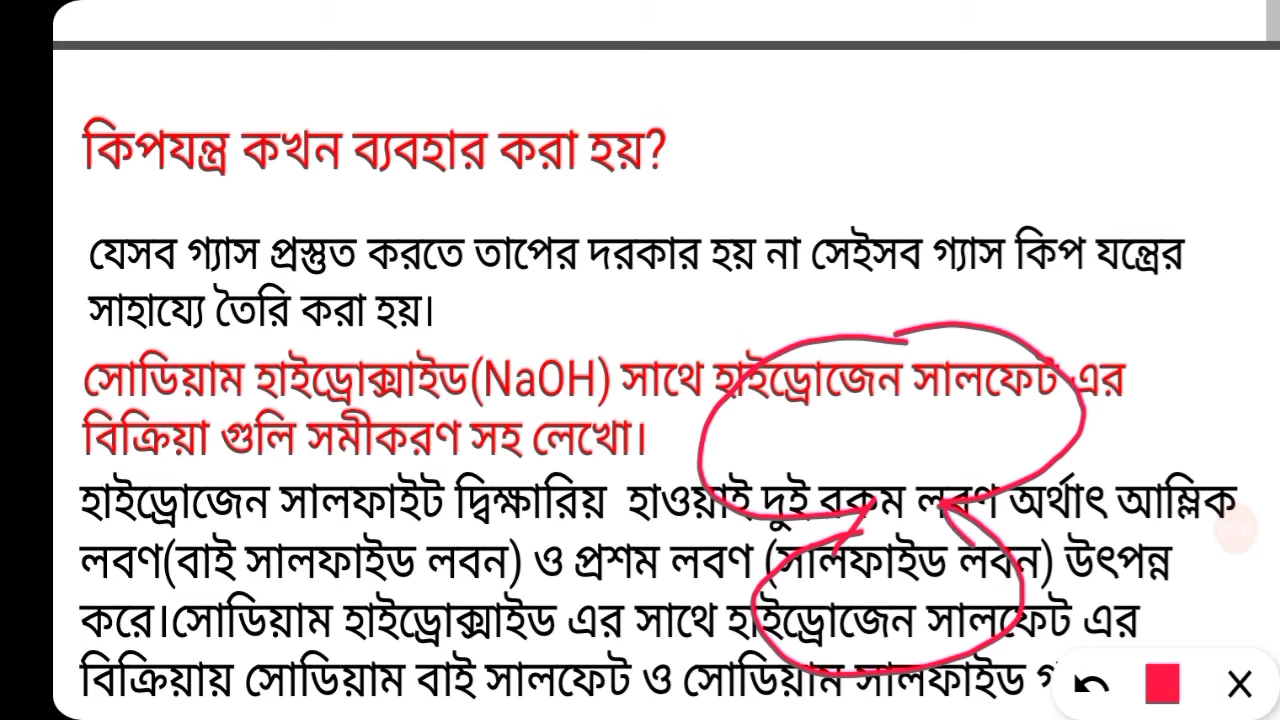 কিপযন্ত্র কখন ব্যবহার করা হয়?
যেসব গ্যাস প্রস্তুত করতে তাপের দরকার হয় না সেইসব গ্যাস কিপ যন্ত্রের
সাহায্যে তৈরি করা হয়।
সোডিয়াম হাইড্রোক্সাইড(NaOH) সাথে হাইড্রোজেন সালফেট এর
বিক্রিয়া গুলি সমীকরণ সহ লেখো।
হাইড্রোজেন সালফাইট দ্বিক্ষারিয় হাওয়াই দুই রকম লবণ অর্থাৎ আম্লিক
লবণ(বাই সালফাইড লবন) ও প্রশম লবণ (সালফাইড লবন) উৎপন্ন
করে।সোডিয়াম হাইড্রোক্সাইড এর সাথে হাইড্রোজেন সালফেট এর
বিক্রিয়ায় সোডিয়াম বাই সালফেট ও সোডিয়াম সালফাইড